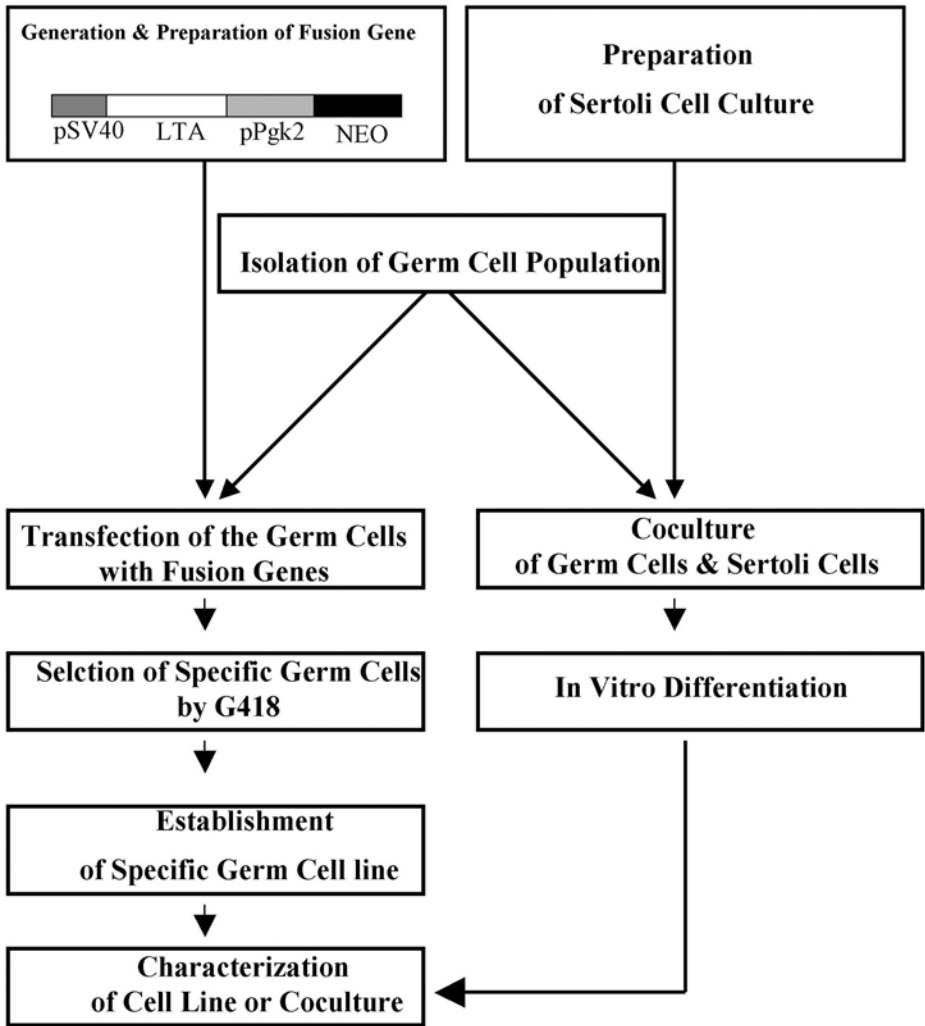 Generation & Preparation of Fusion Gene
pSV40 LTA pPgk2 NEO
Preparation
of Sertoli Cell Culture
Isolation of Germ Cell Population
Transfection of the Germ Cells
with Fusion Genes
Coculture
of Germ Cells & Sertoli Cells
Selction of Specific Germ Cells
by G418
In Vitro Differentiation
Establishment
of Specific Germ Cell line
Characterization
of Cell Line or Coculture